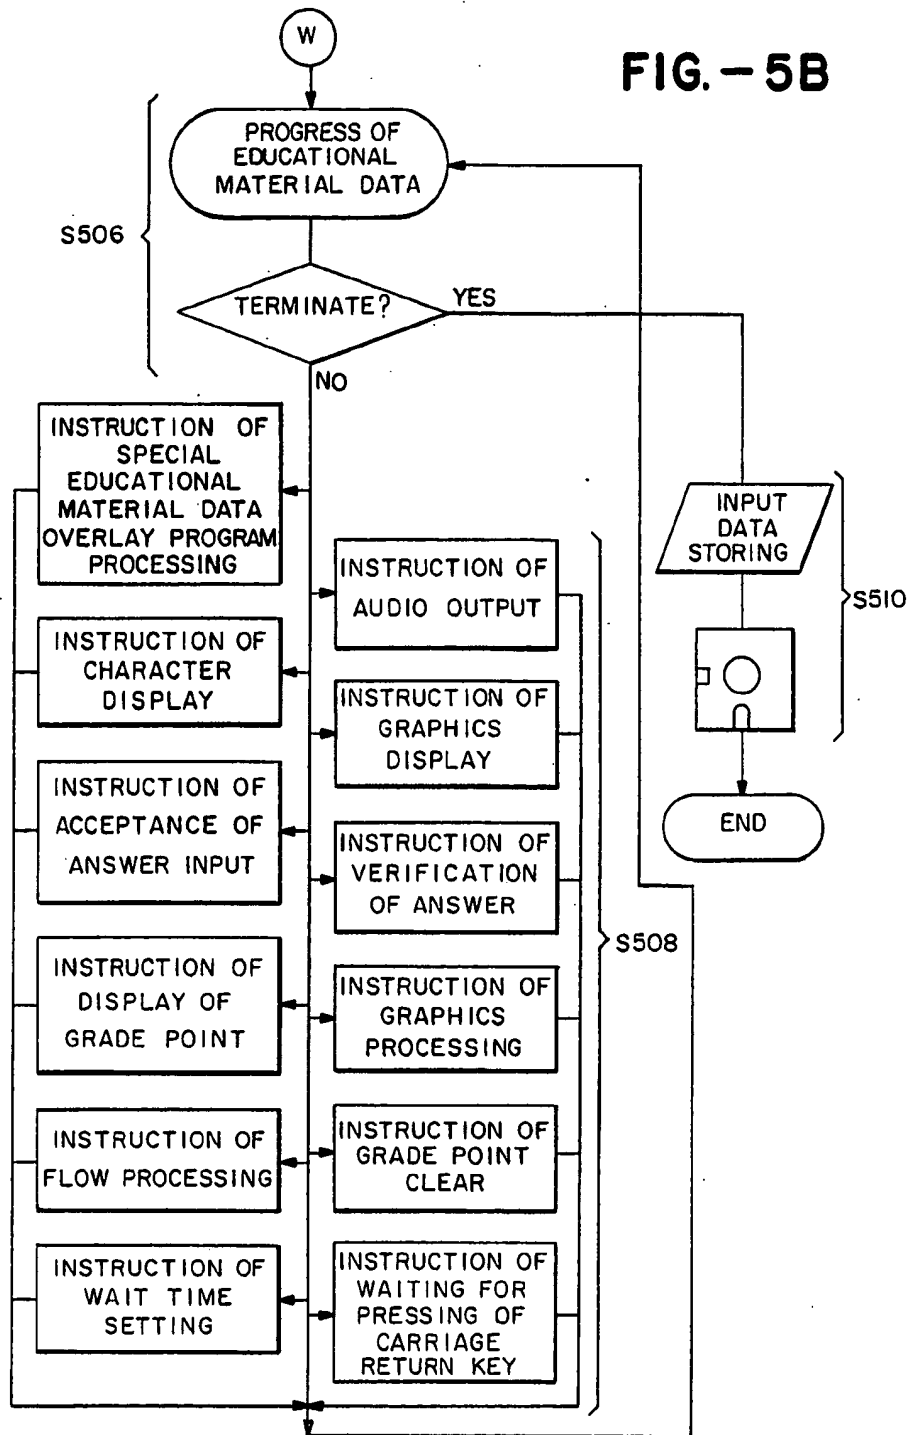 W
FIG. - 5B
PROGRESS OF
EDUCATIONAL
MATERIAL DATA
S506
TERMINATE?
YES
NO
INSTRUCTION OF
SPECIAL
EDUCATIONAL
MATERIAL DATA
OVERLAY PROGRAM
PROCESSING
INPUT
DATA
STORING
S510
INSTRUCTION OF
AUDIO OUTPUT
INSTRUCTION OF
CHARACTER
DISPLAY
INSTRUCTION OF
GRAPHICS
DISPLAY
INSTRUCTION OF
ACCEPTANCE OF
ANSWER INPUT
END
INSTRUCTION OF
VERIFICATION
OF ANSWER
S508
INSTRUCTION OF
DISPLAY OF
GRADE POINT
INSTRUCTION OF
GRAPHICS
PROCESSING
INSTRUCTION OF
FLOW PROCESSING
INSTRUCTION OF
GRADE POINT
CLEAR
INSTRUCTION OF
WAIT TIME
SETTING
INSTRUCTION OF
WAITING FOR
PRESSING OF
CARRIAGE
RETURN KEY